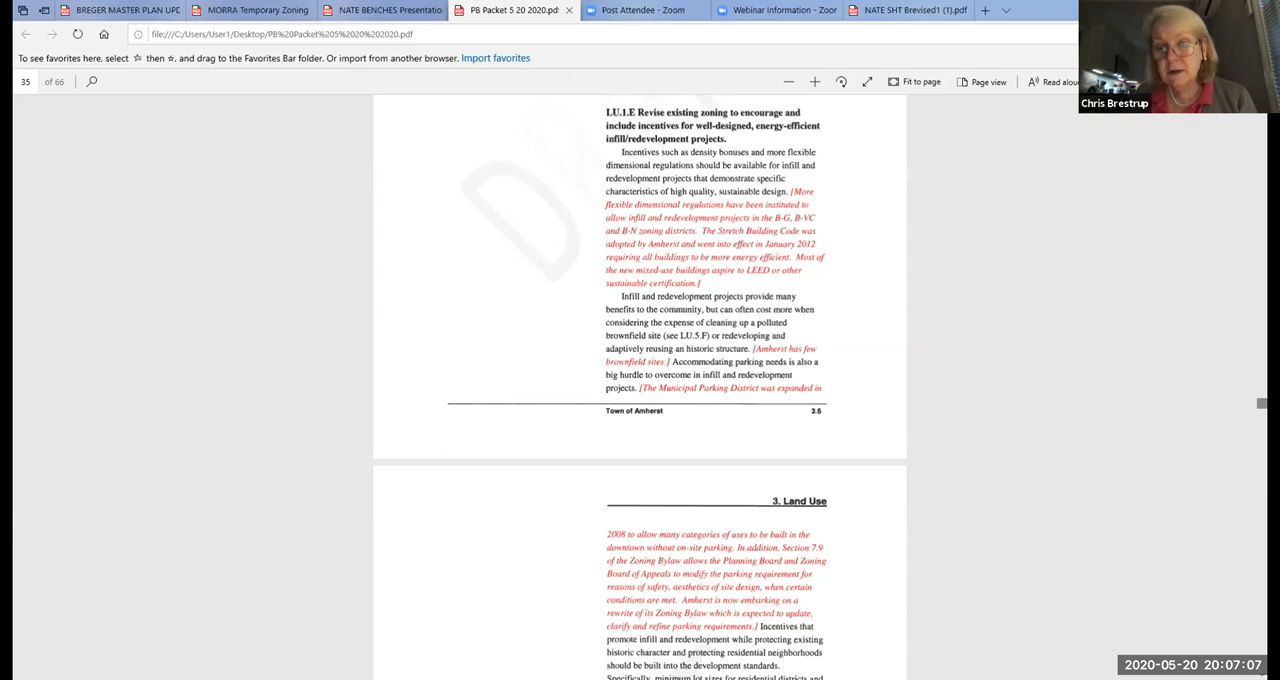 BREGER MASTER PLAN UPD
MORRA Temporary Zoning
NATE BENCHES Presentatio
PB Packet 5 20 2020.pdf
Post Attendee - Zoom
Webinar Information - Zoom
NATE SHT Brevised1 (1).pdf
file:///C:/Users/User1/Desktop/PB%20Packet%205%2020%202020.pdf
To see favorites here, select ☆ then ☆, and drag to the Favorites Bar folder. Or import from another browser. Import favorites
35 of 66
Fit to page
Page view
Read alou
Chris Brestrup
LU.1.E Revise existing zoning to encourage and
include incentives for well-designed, energy-efficient
infill/redevelopment projects.
Incentives such as density bonuses and more flexible
dimensional regulations should be available for infill and
redevelopment projects that demonstrate specific
characteristics of high quality, sustainable design. [More
flexible dimensional regulations have been instituted to
allow infill and redevelopment projects in the B-G, B-VC
and B-N zoning districts. The Stretch Building Code was
adopted by Amherst and went into effect in January 2012
requiring all buildings to be more energy efficient. Most of
the new mixed-use buildings aspire to LEED or other
sustainable certification.]
Infill and redevelopment projects provide many
benefits to the community, but can often cost more when
considering the expense of cleaning up a polluted
brownfield site (see LU.5.F) or redeveloping and
adaptively reusing an historic structure. [Amherst has few
brownfield sites.] Accommodating parking needs is also a
big hurdle to overcome in infill and redevelopment
projects. [The Municipal Parking District was expanded in
Town of Amherst 3.5
3. Land Use
2008 to allow many categories of uses to be built in the
downtown without on-site parking. In addition, Section 7.9
of the Zoning Bylaw allows the Planning Board and Zoning
Board of Appeals to modify the parking requirement for
reasons of safety, aesthetics of site design, when certain
conditions are met. Amherst is now embarking on a
rewrite of its Zoning Bylaw which is expected to update,
clarify and refine parking requirements.] Incentives that
promote infill and redevelopment while protecting existing
historic character and protecting residential neighborhoods
should be built into the development standards.
Specifically, minimum lot sizes for residential districts and
2020-05-20 20:07:07